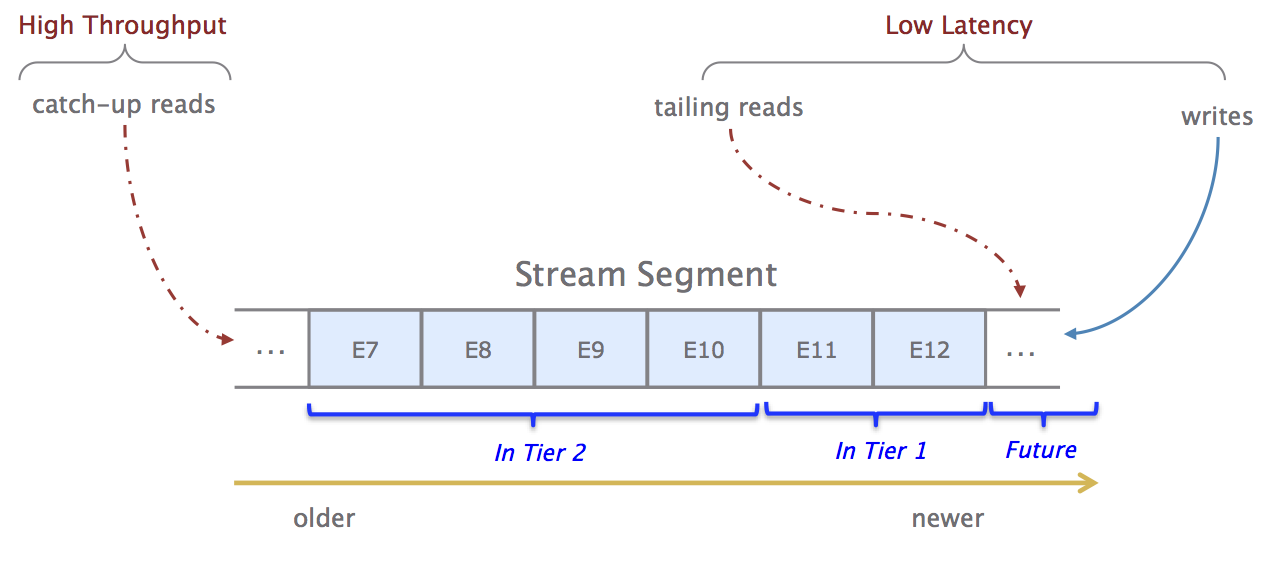 High Throughput
Low Latency
catch-up reads
tailing reads
writes
Stream Segment
... E7 E8 E9 E10 E11 E12 ...
In Tier 2
In Tier 1
Future
older
newer